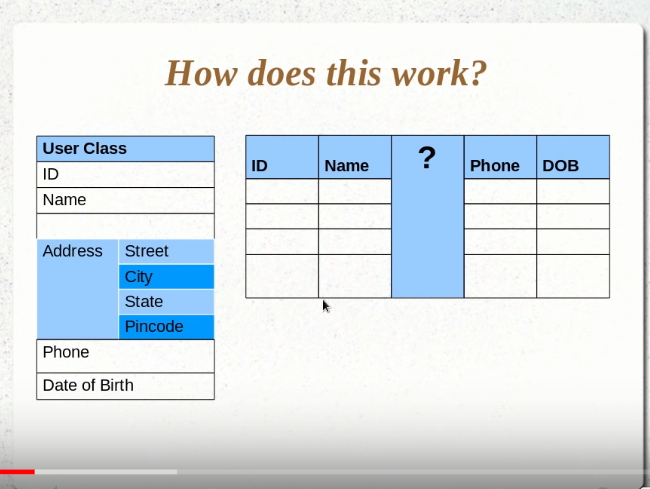 How does this work?
User Class
ID
Name
Address
Street
City
State
Pincode
Phone
Date of Birth
ID
Name
?
Phone
DOB